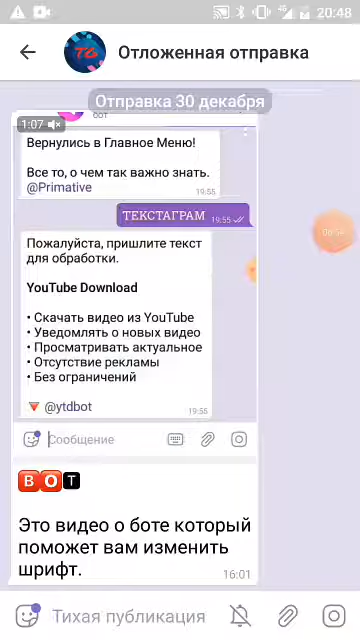 20:48
Отложенная отправка
Отправка 30 декабря
бот
1:07
Вернулись в Главное Меню!
Все то, о чем так важно знать.
@Primative
19:55
ТЕКСТАГРАМ 19:55
Пожалуйста, пришлите текст
для обработки.
YouTube Download
• Скачать видео из YouTube
• Уведомлять о новых видео
• Просматривать актуальное
• Отсутствие рекламы
• Без ограничений
🔻 @ytdbot
19:55
Сообщение
🅱🅾🆃
Это видео о боте который
поможет вам изменить
шрифт.
16:01
Тихая публикация